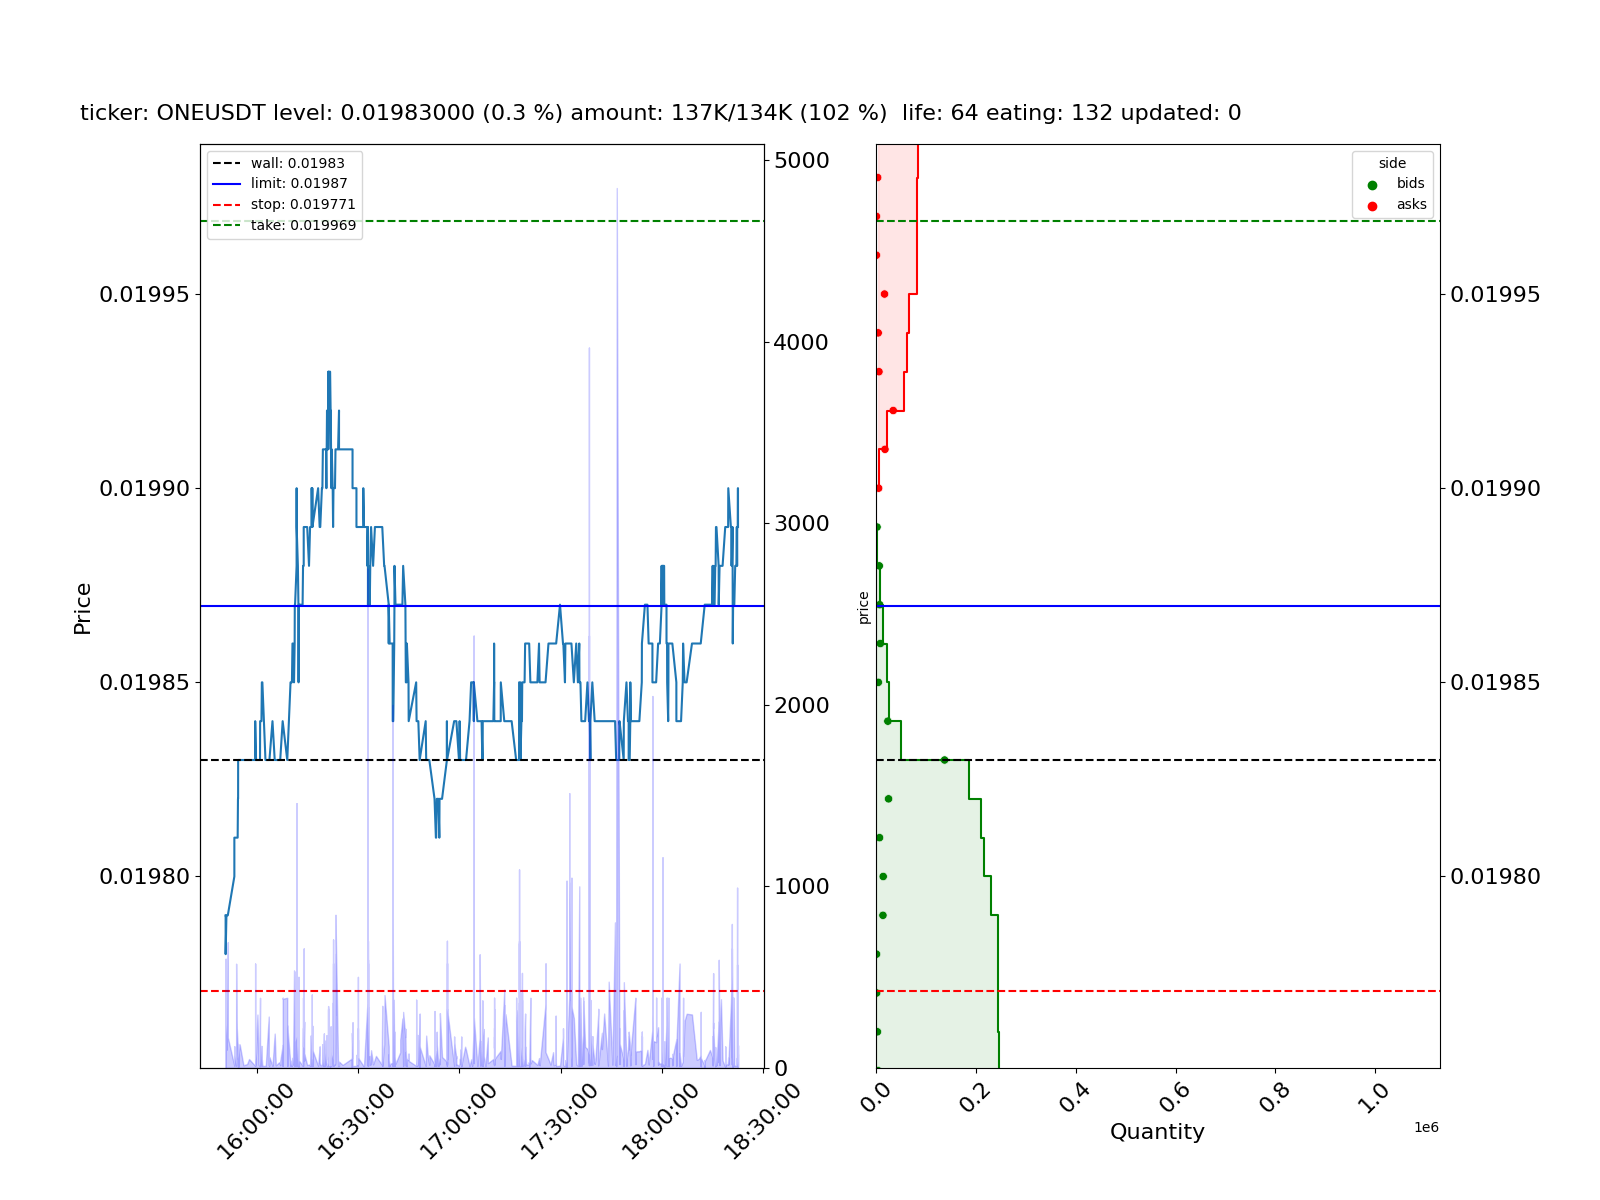 ticker: ONEUSDT level: 0.01983000 (0.3 %) amount: 137K/134K (102 %)  life: 64 eating: 132 updated: 0
wall: 0.01983
limit: 0.01987
stop: 0.019771
take: 0.019969
Price
0.01995
0.01990
0.01985
0.01980
5000
4000
3000
2000
1000
0
16:00:00
16:30:00
17:00:00
17:30:00
18:00:00
18:30:00
side
bids
asks
price
0.01995
0.01990
0.01985
0.01980
0.0
0.2
0.4
0.6
0.8
1.0
1e6
Quantity